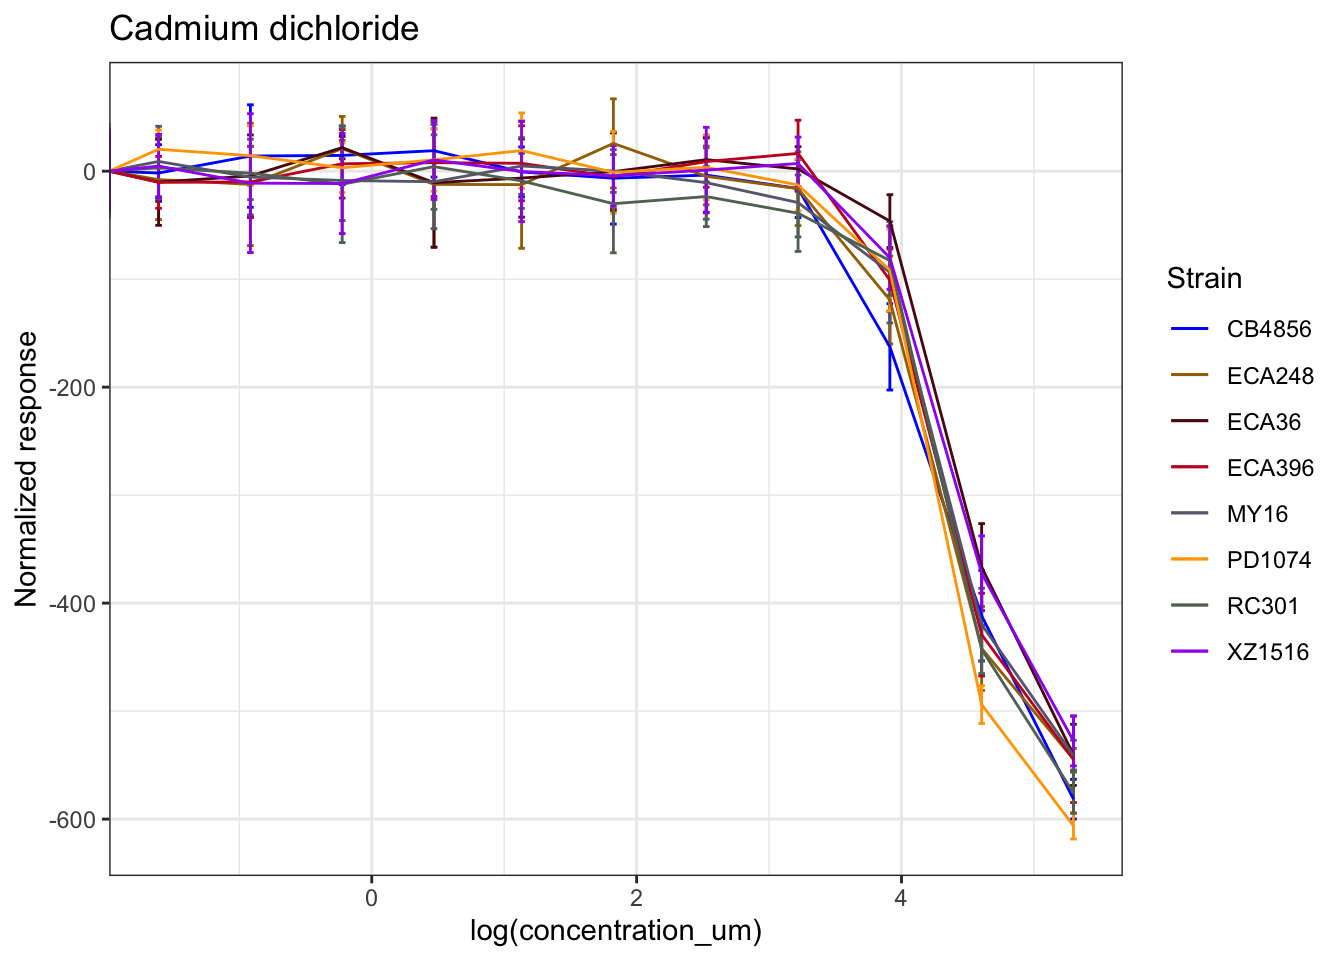 Cadmium dichloride
Normalized response
0
-200
-400
-600
0
2
4
log(concentration_um)
Strain
CB4856
ECA248
ECA36
ECA396
MY16
PD1074
RC301
XZ1516